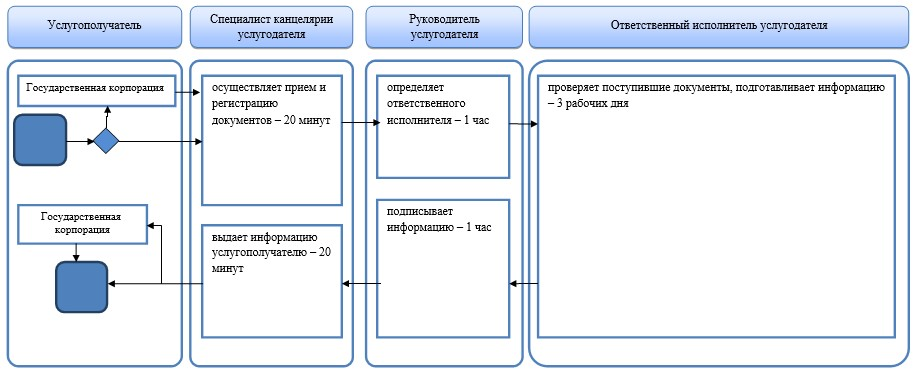 Услугополучатель
Специалист канцелярии
услугодателя
Руководитель
услугодателя
Ответственный исполнитель услугодателя
Государственная корпорация
осуществляет прием и
регистрацию
документов – 20 минут
определяет
ответственного
исполнителя – 1 час
проверяет поступившие документы, подготавливает информацию
– 3 рабочих дня
Государственная
корпорация
выдает информацию
услугополучателю – 20
минут
подписывает
информацию – 1 час